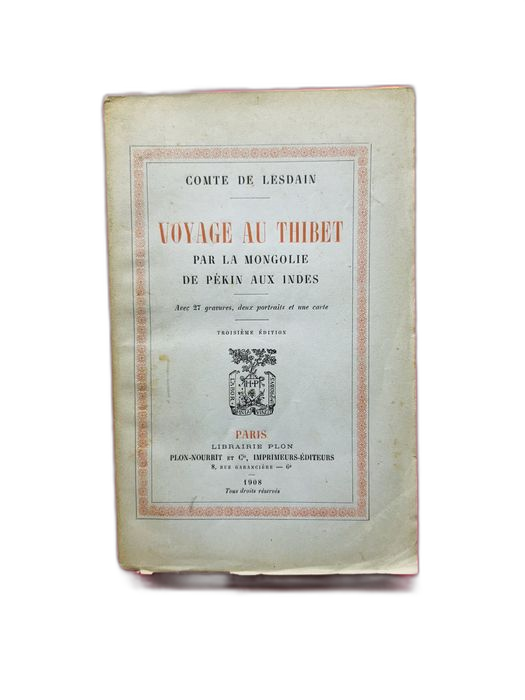 COMTE DE LESDAIN
VOYAGE AU THIBET
PAR LA MONGOLIE
DE PÉKIN AUX INDES
Avec 27 gravures, deux portraits et une carte
TROISIÈME ÉDITION
LABOR
H·P
PARIS
LIBRAIRIE PLON
PLON-NOURRIT ET Cie, IMPRIMEURS-ÉDITEURS
8, RUE GARANCIÈRE — 6e
1908
Tous droits réservés